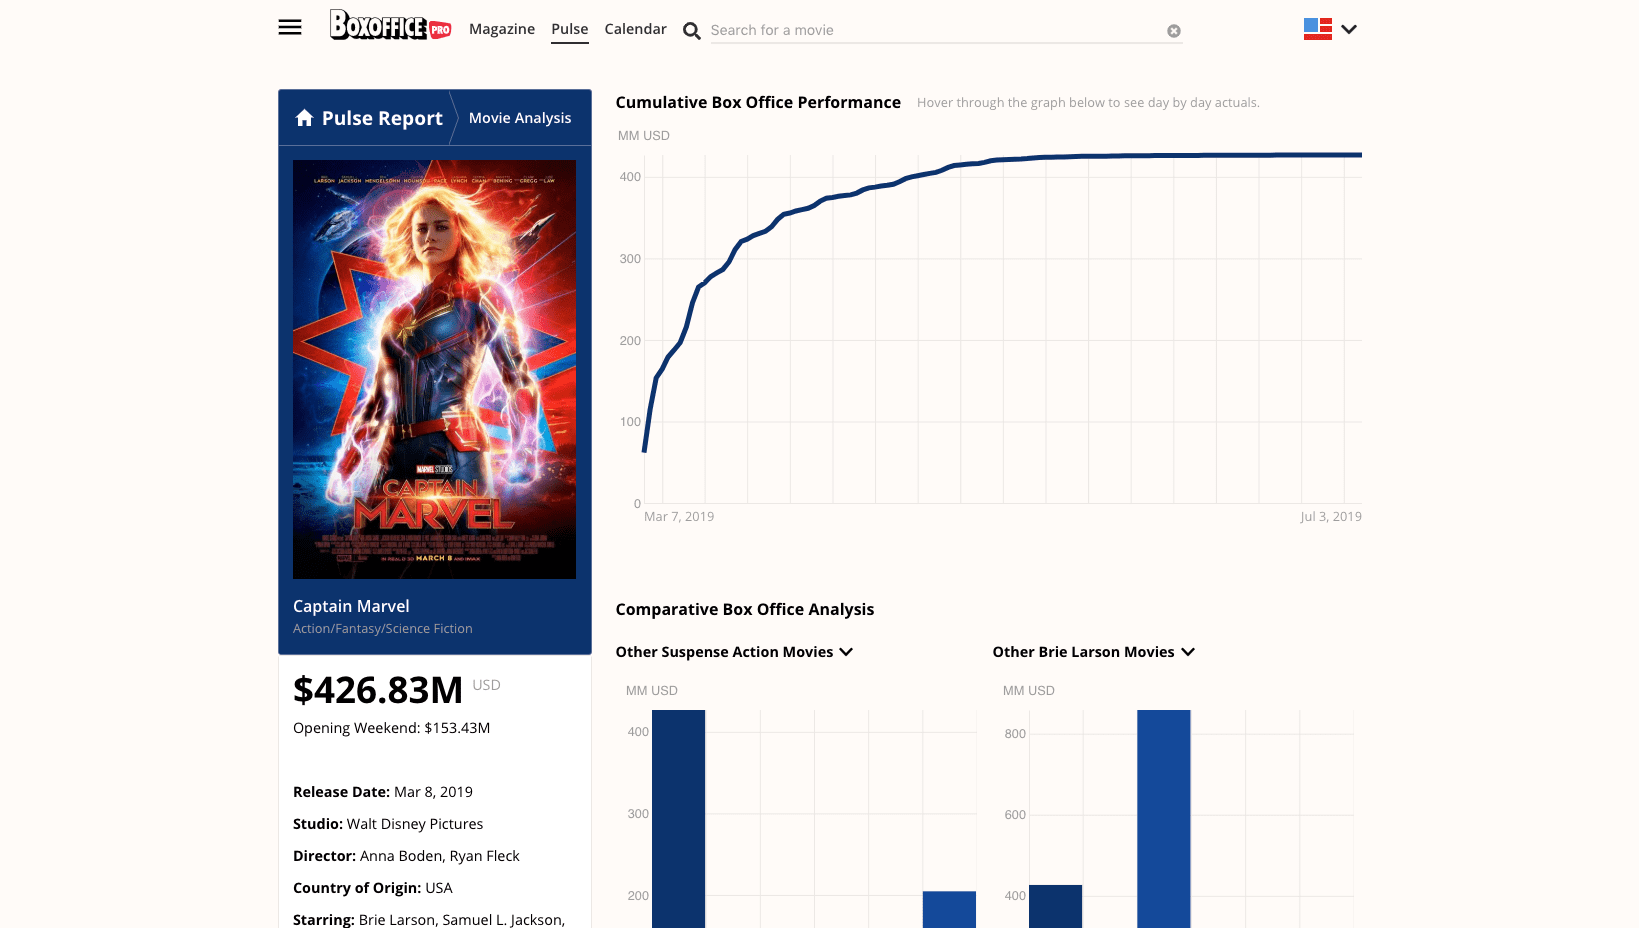 BOXOFFICE PRO
Magazine
Pulse
Calendar
Search for a movie
Pulse Report
Movie Analysis
LARSON JACKSON MENDELSOHN HOUNSOU PACE LYNCH CHAN BENING GREGG LAW
MARVEL STUDIOS
CAPTAIN
MARVEL
IN REAL D 3D MARCH 8 AND IMAX
Captain Marvel
Action/Fantasy/Science Fiction
$426.83M USD
Opening Weekend: $153.43M
Release Date: Mar 8, 2019
Studio: Walt Disney Pictures
Director: Anna Boden, Ryan Fleck
Country of Origin: USA
Starring: Brie Larson, Samuel L. Jackson,
Cumulative Box Office Performance
Hover through the graph below to see day by day actuals.
MM USD
400
300
200
100
0
Mar 7, 2019
Jul 3, 2019
Comparative Box Office Analysis
Other Suspense Action Movies
MM USD
400
300
200
Other Brie Larson Movies
MM USD
800
600
400